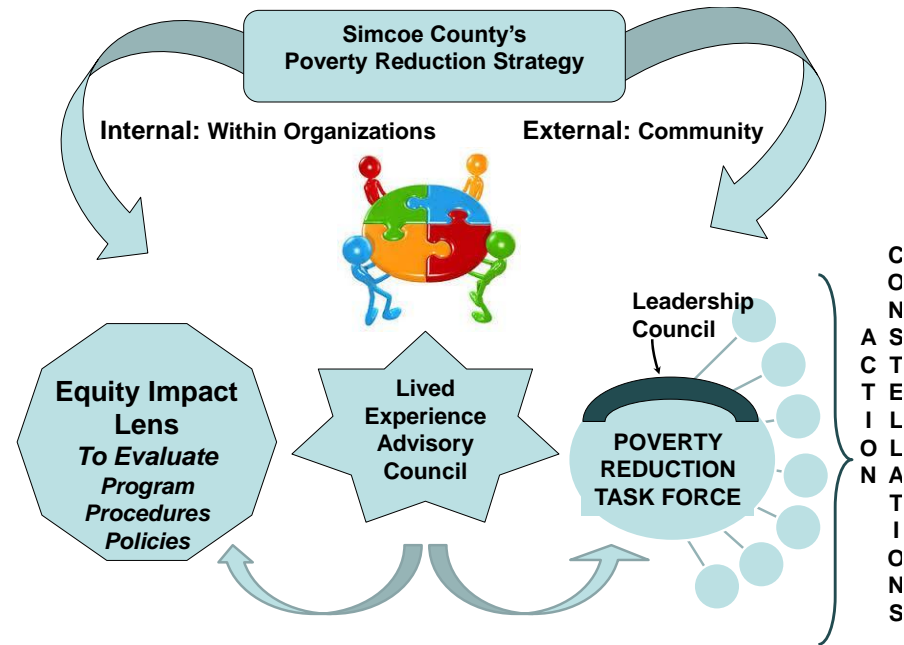 Simcoe County's
Poverty Reduction Strategy
Internal: Within Organizations
External: Community
Leadership
Council
Equity Impact
Lens
To Evaluate
Program
Procedures
Policies
Lived
Experience
Advisory
Council
POVERTY
REDUCTION
TASK FORCE
ACTION
CONSTELLATIONS